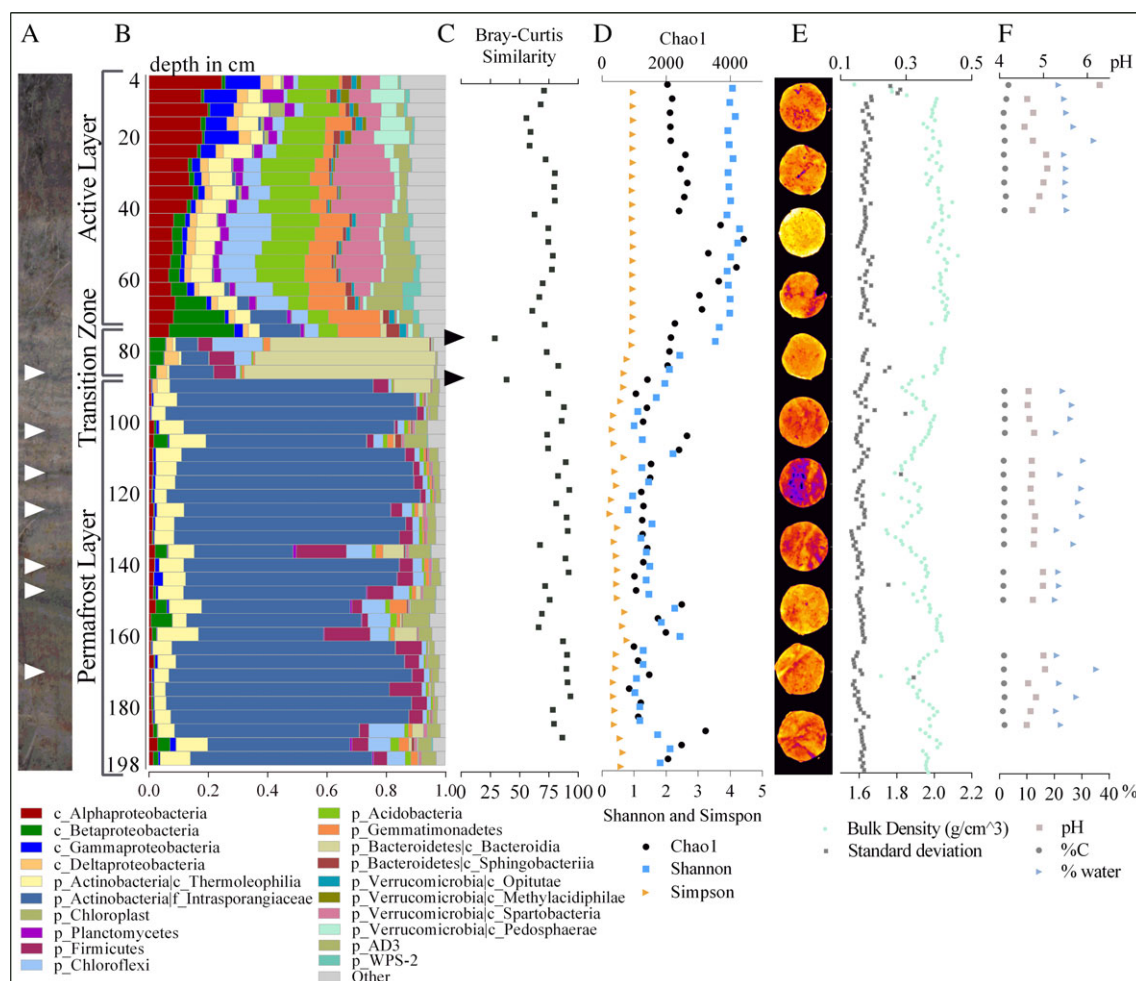 A
B
C
D
E
F
Bray-Curtis
Similarity
Chao1
depth in cm
0
25
50
75
100
0
2000
4000
0.1
0.3
0.5
pH
4
5
6
4
20
40
60
80
100
120
140
160
180
198
Active Layer
Transition Zone
Permafrost Layer
0.0
0.2
0.4
0.6
0.8
1.0
0
25
50
75
100
0
1
2
3
4
5
Shannon and Simspon
1.6
1.8
2.0
2.2
0
10
20
30
40
%
c_Alphaproteobacteria
c_Betaproteobacteria
c_Gammaproteobacteria
c_Deltaproteobacteria
p_Actinobacteria|c_Thermoleophilia
p_Actinobacteria|f_Intrasporangiaceae
p_Chloroplast
p_Planctomycetes
p_Firmicutes
p_Chloroflexi
p_Acidobacteria
p_Gemmatimonadetes
p_Bacteroidetes|c_Bacteroidia
p_Bacteroidetes|c_Sphingobacteriia
p_Verrucomicrobia|c_Opitutae
p_Verrucomicrobia|c_Methylacidiphilae
p_Verrucomicrobia|c_Spartobacteria
p_Verrucomicrobia|c_Pedosphaerae
p_AD3
p_WPS-2
Other
Chao1
Shannon
Simpson
Bulk Density (g/cm^3)
Standard deviation
pH
%C
% water